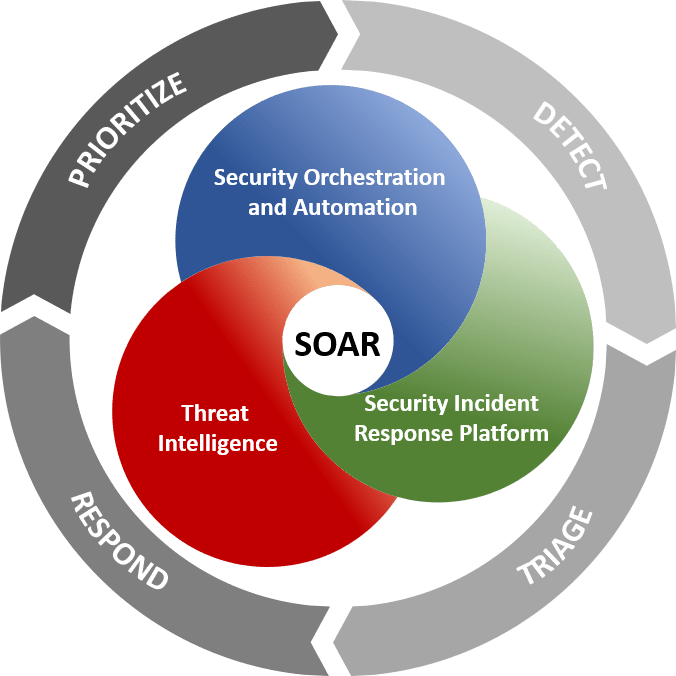 PRIORITIZE
DETECT
Security Orchestration
and Automation
SOAR
Threat
Intelligence
Security Incident
Response Platform
RESPOND
TRIAGE